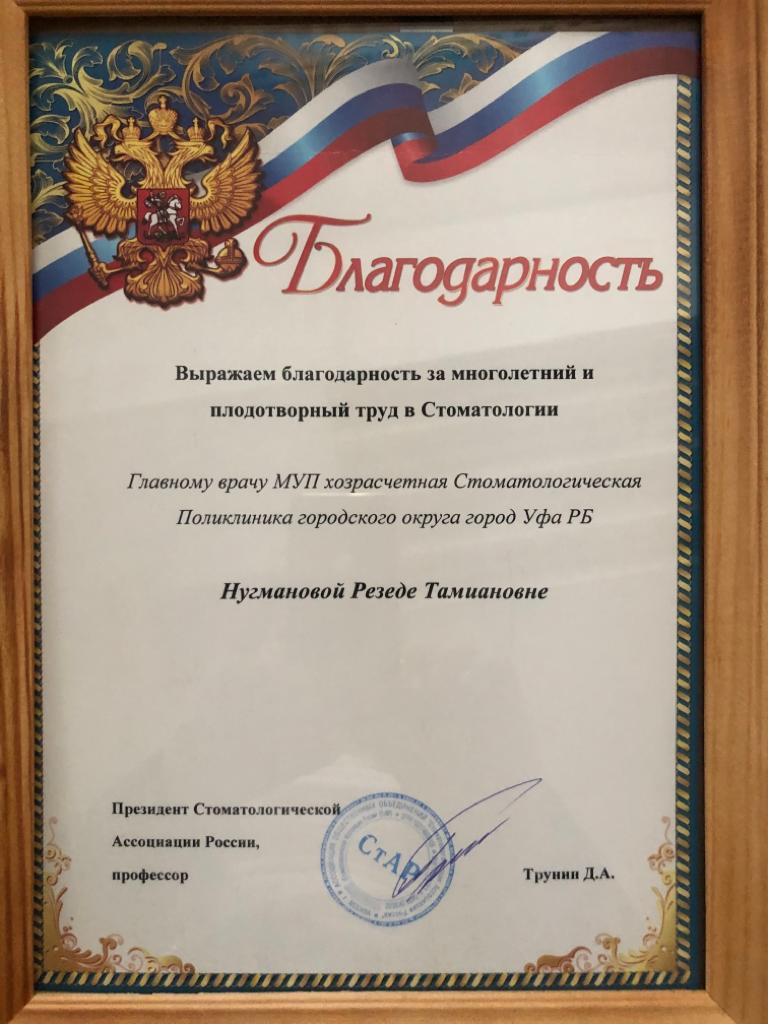 Благодарность
Выражаем благодарность за многолетний и
плодотворный труд в Стоматологии
Главному врачу МУП хозрасчетная Стоматологическая
Поликлиника городского округа город Уфа РБ
Нугмановой Резеде Тамиановне
Президент Стоматологической
Ассоциации России,
профессор
СтАР
Трунин Д.А.